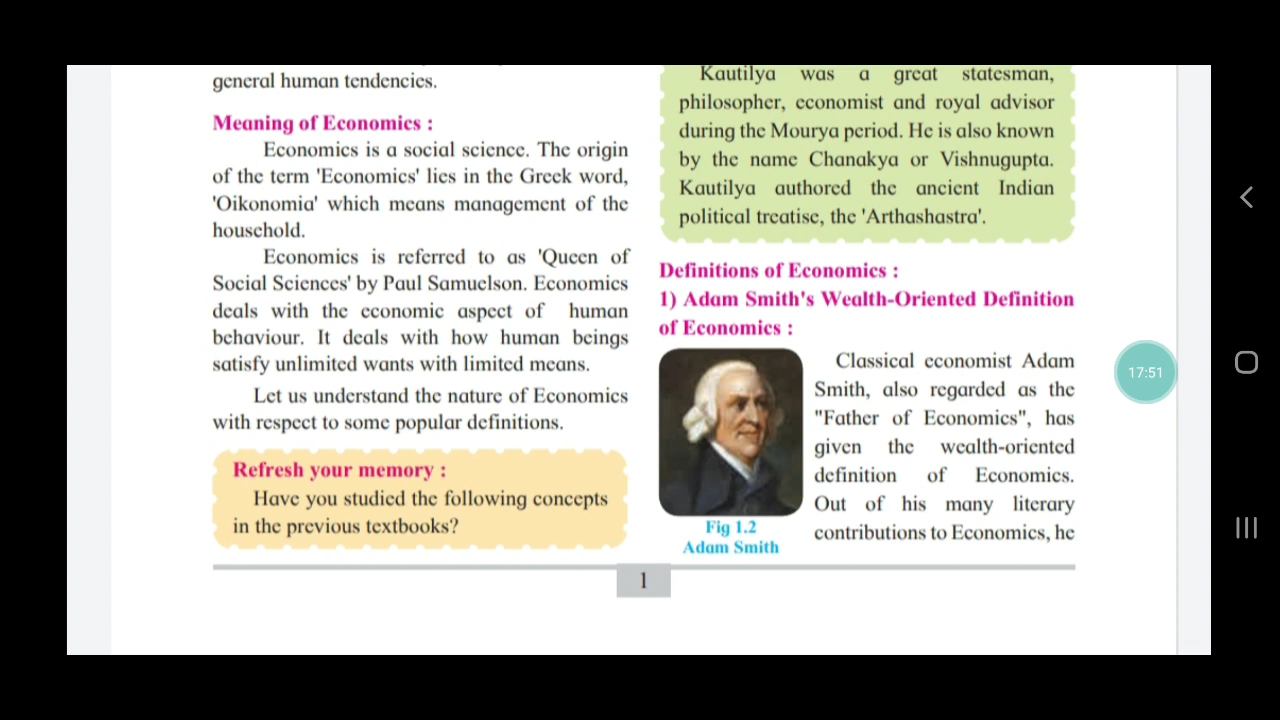 general human tendencies.
Meaning of Economics :
Economics is a social science. The origin
of the term 'Economics' lies in the Greek word,
'Oikonomia' which means management of the
household.
Economics is referred to as 'Queen of
Social Sciences' by Paul Samuelson. Economics
deals with the economic aspect of human
behaviour. It deals with how human beings
satisfy unlimited wants with limited means.
Let us understand the nature of Economics
with respect to some popular definitions.
Refresh your memory :
Have you studied the following concepts
in the previous textbooks?
Kautilya was a great statesman,
philosopher, economist and royal advisor
during the Mourya period. He is also known
by the name Chanakya or Vishnugupta.
Kautilya authored the ancient Indian
political treatise, the 'Arthashastra'.
Definitions of Economics :
1) Adam Smith's Wealth-Oriented Definition
of Economics :
Classical economist Adam
Smith, also regarded as the
"Father of Economics", has
given the wealth-oriented
definition of Economics.
Out of his many literary
contributions to Economics, he
Fig 1.2
Adam Smith
1
17:51